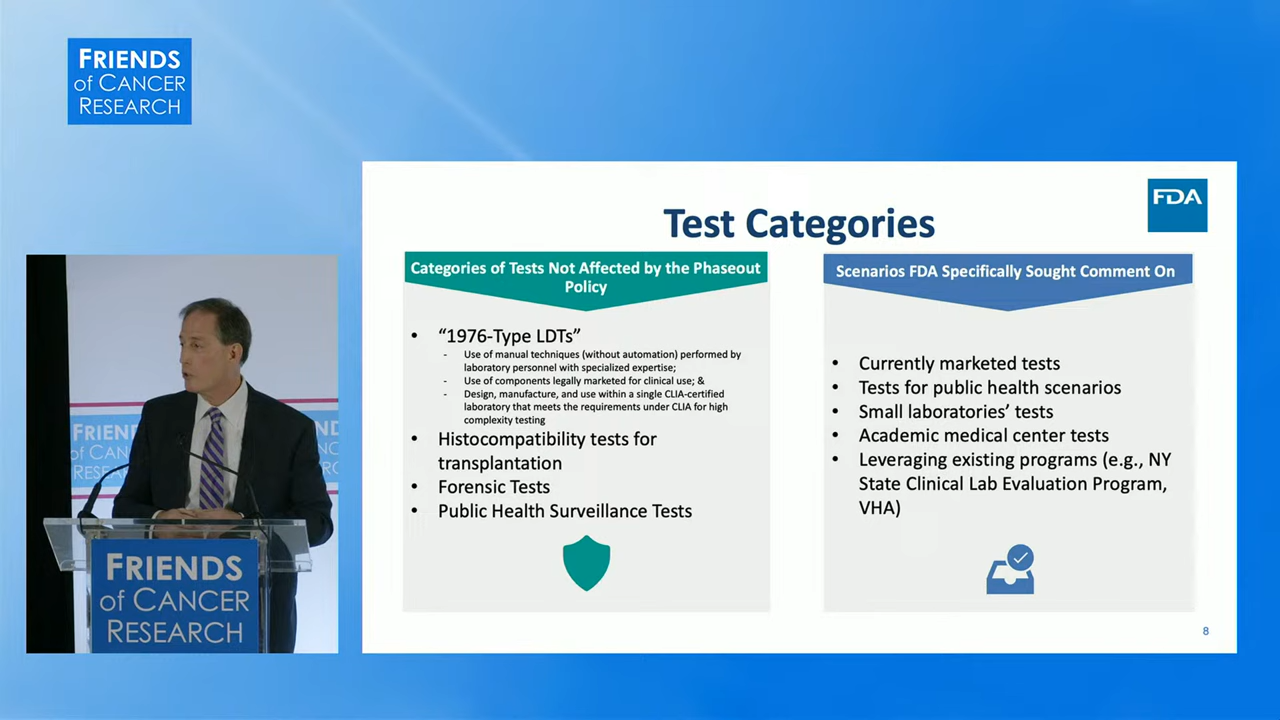 FRIENDS
of CANCER
RESEARCH
FDA
Test Categories
Categories of Tests Not Affected by the Phaseout
Policy
• “1976-Type LDTs”
- Use of manual techniques (without automation) performed by
laboratory personnel with specialized expertise;
- Use of components legally marketed for clinical use; &
- Design, manufacture, and use within a single CLIA-certified
laboratory that meets the requirements under CLIA for high
complexity testing
• Histocompatibility tests for
transplantation
• Forensic Tests
• Public Health Surveillance Tests
Scenarios FDA Specifically Sought Comment On
• Currently marketed tests
• Tests for public health scenarios
• Small laboratories’ tests
• Academic medical center tests
• Leveraging existing programs (e.g., NY
State Clinical Lab Evaluation Program,
VHA)
8
FRIENDS
of CANCER
RESEARCH